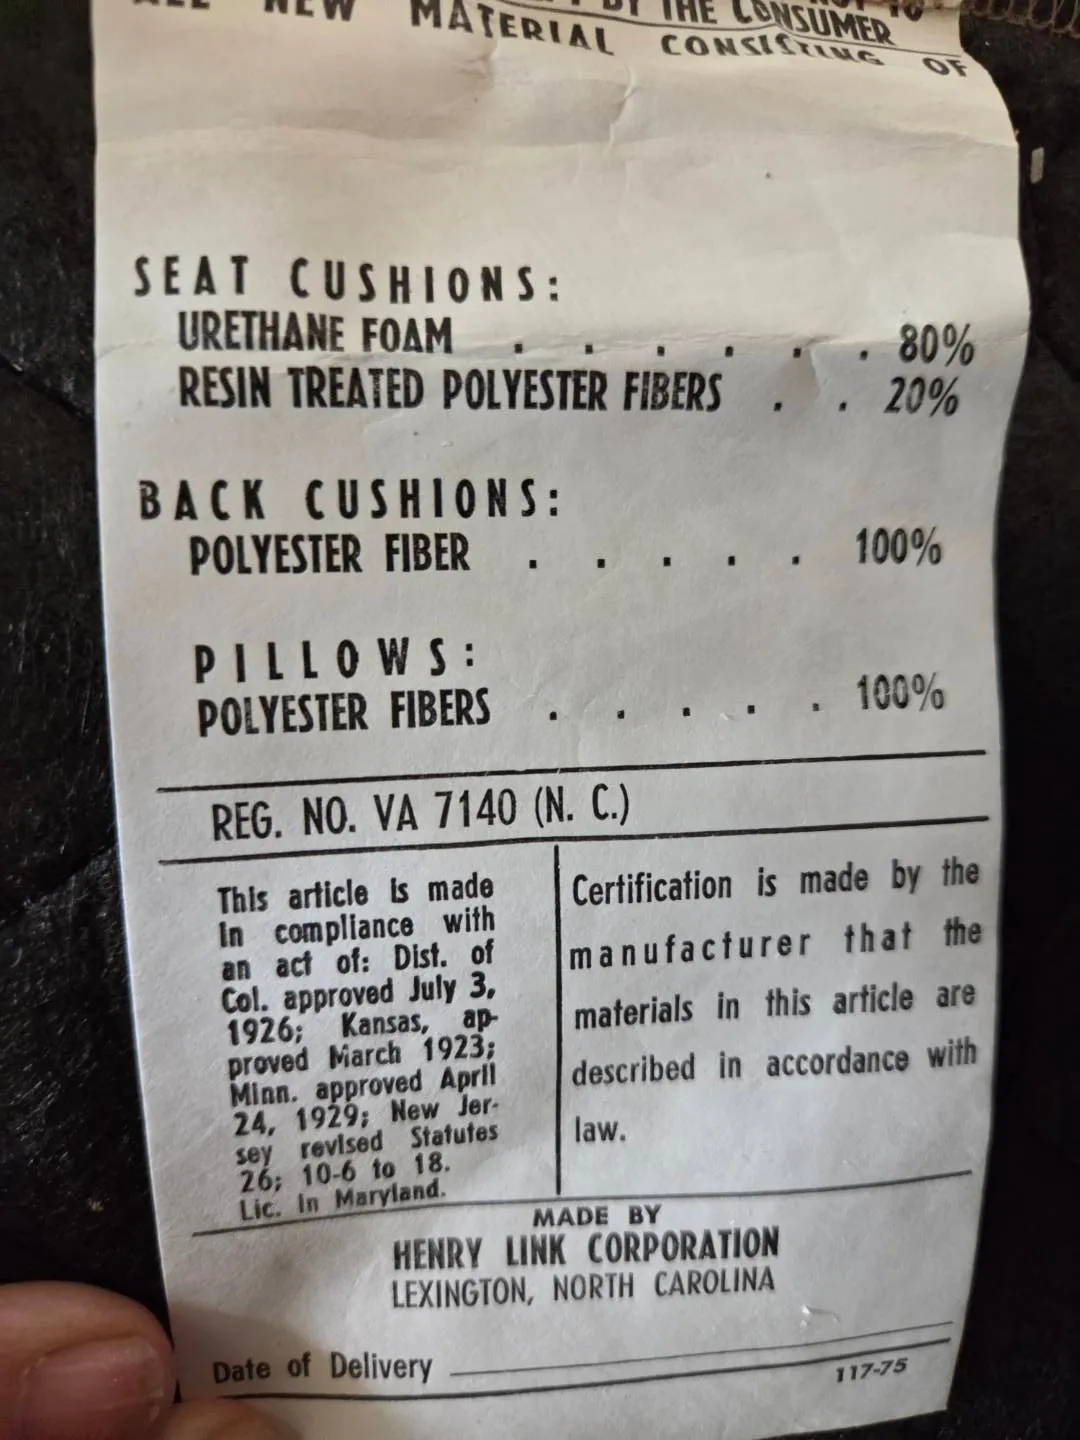 BY THE CONSUMER
ALL NEW MATERIAL CONSISTING OF
SEAT CUSHIONS:
URETHANE FOAM . . . . . . 80%
RESIN TREATED POLYESTER FIBERS . . 20%
BACK CUSHIONS:
POLYESTER FIBER . . . . . 100%
PILLOWS:
POLYESTER FIBERS . . . . . 100%
REG. NO. VA 7140 (N. C.)
This article is made
in compliance with
an act of: Dist. of
Col. approved July 3,
1926; Kansas, ap-
proved March 1923;
Minn. approved April
24, 1929; New Jer-
sey revised Statutes
26; 10-6 to 18.
Lic. in Maryland.
Certification is made by the
manufacturer that the
materials in this article are
described in accordance with
law.
MADE BY
HENRY LINK CORPORATION
LEXINGTON, NORTH CAROLINA
Date of Delivery
117-75